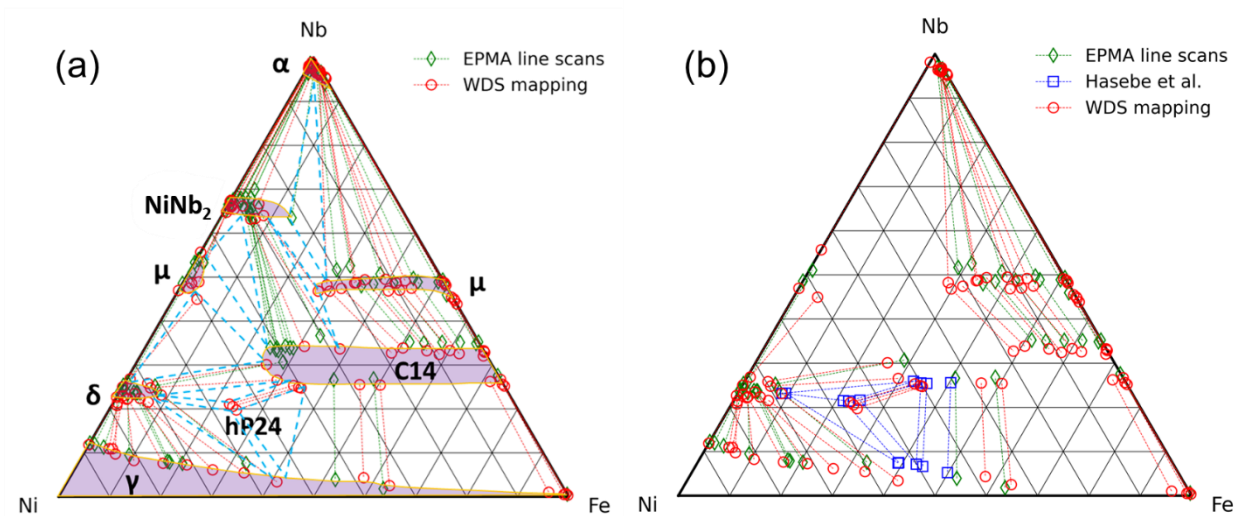 (a)
Nb
α
EPMA line scans
WDS mapping
NiNb2
μ
μ
C14
δ
hP24
γ
Ni
Fe
(b)
Nb
EPMA line scans
Hasebe et al.
WDS mapping
Ni
Fe